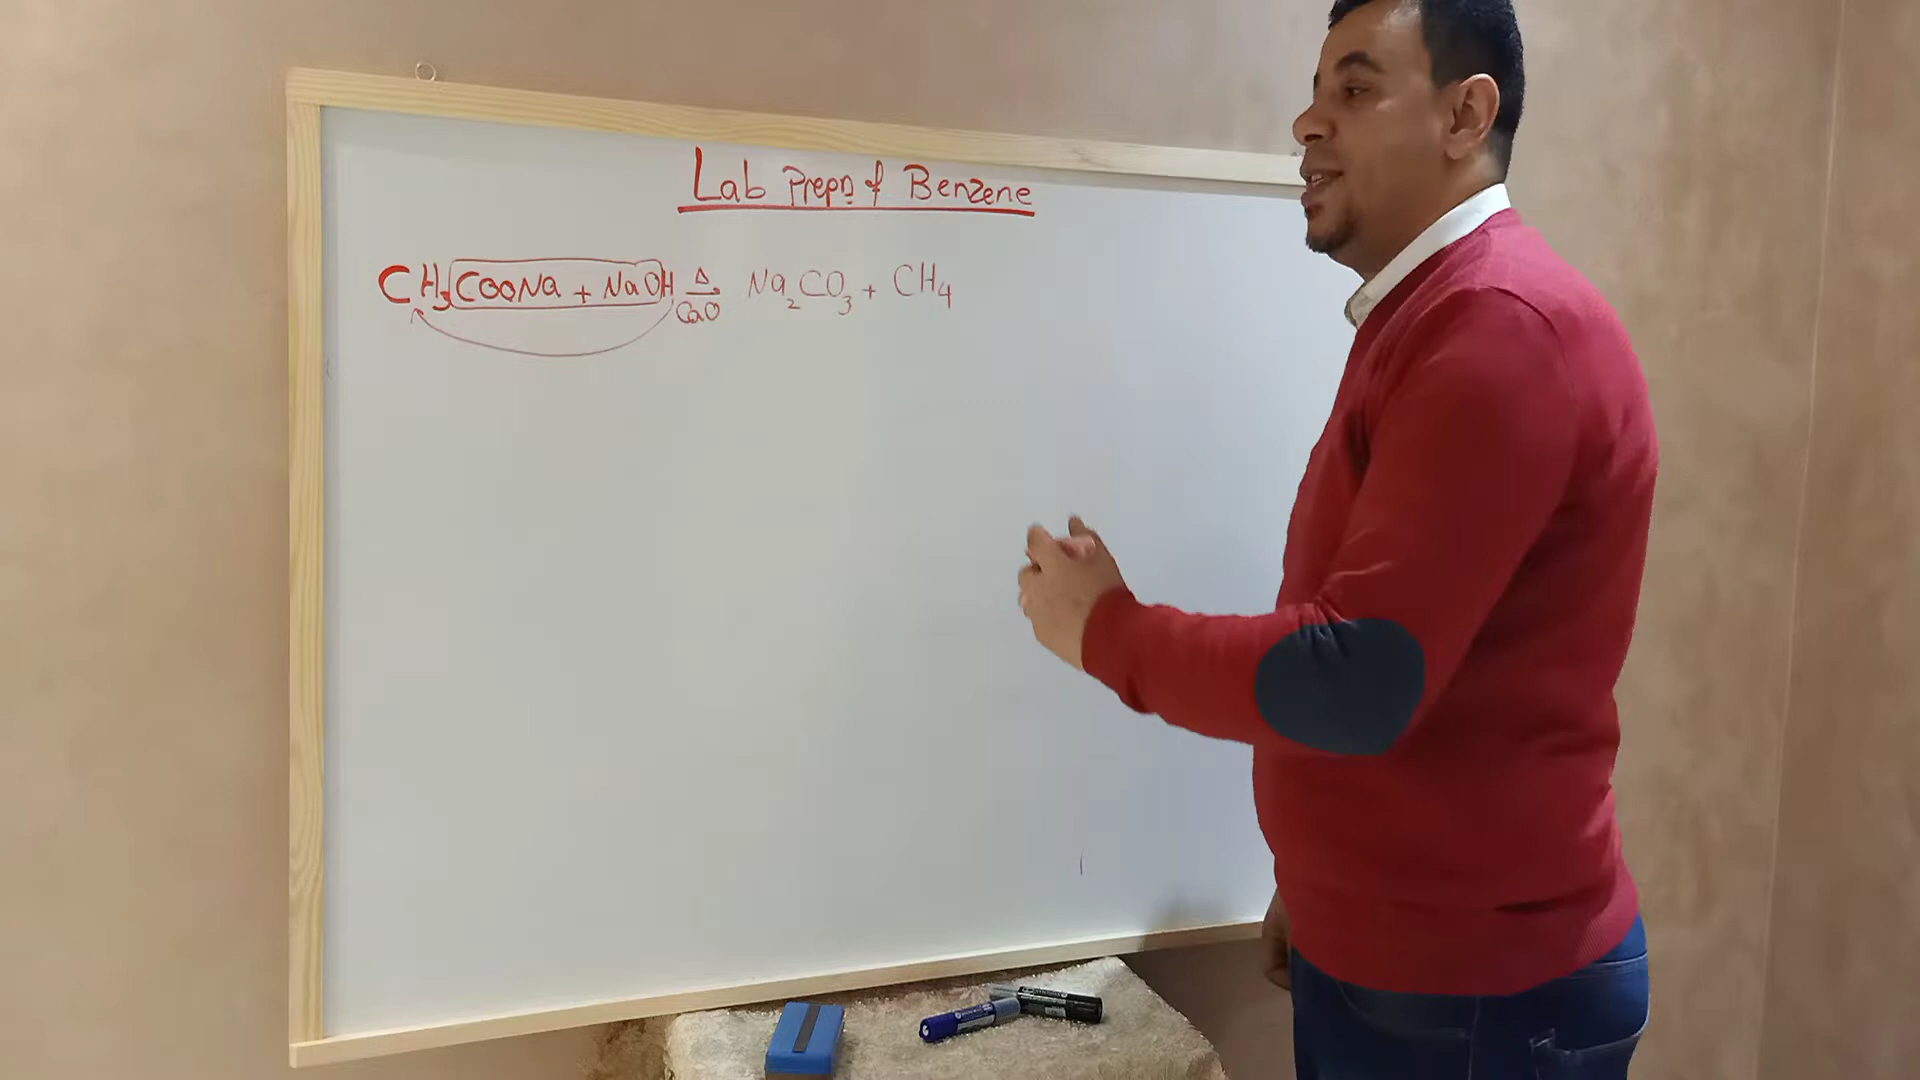 Lab Prepn of Benzene
CH₃COONa + NaOH Δ CaO Na₂CO₃ + CH₄